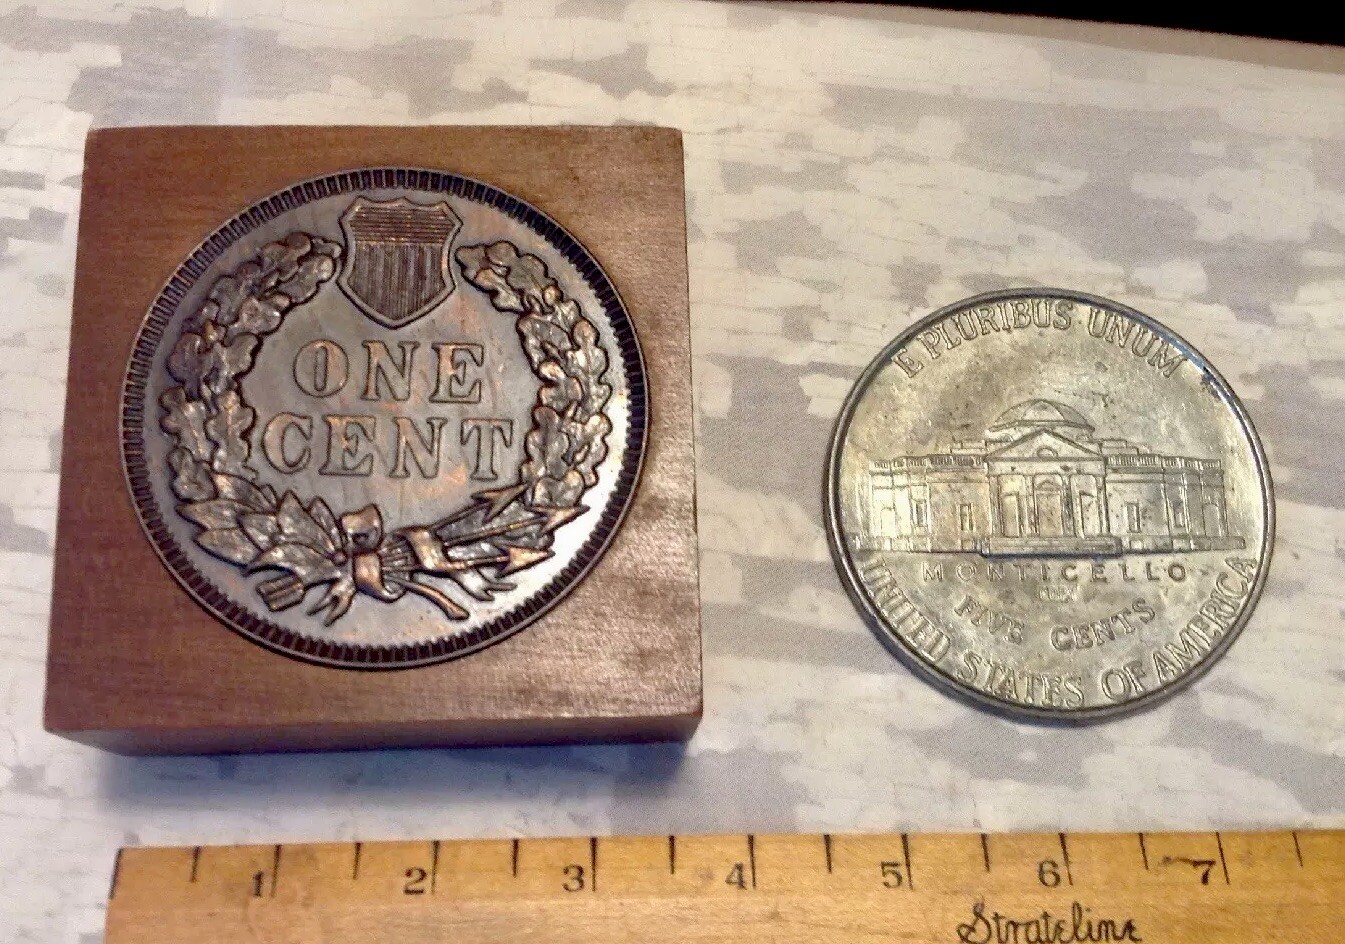 ONE
CENT
E PLURIBUS UNUM
MONTICELLO
FIVE CENTS
UNITED STATES OF AMERICA
1 2 3 4 5 6 7
Strateline